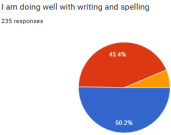 I am doing well with writing and spelling
235 responses
43.4%
50.2%